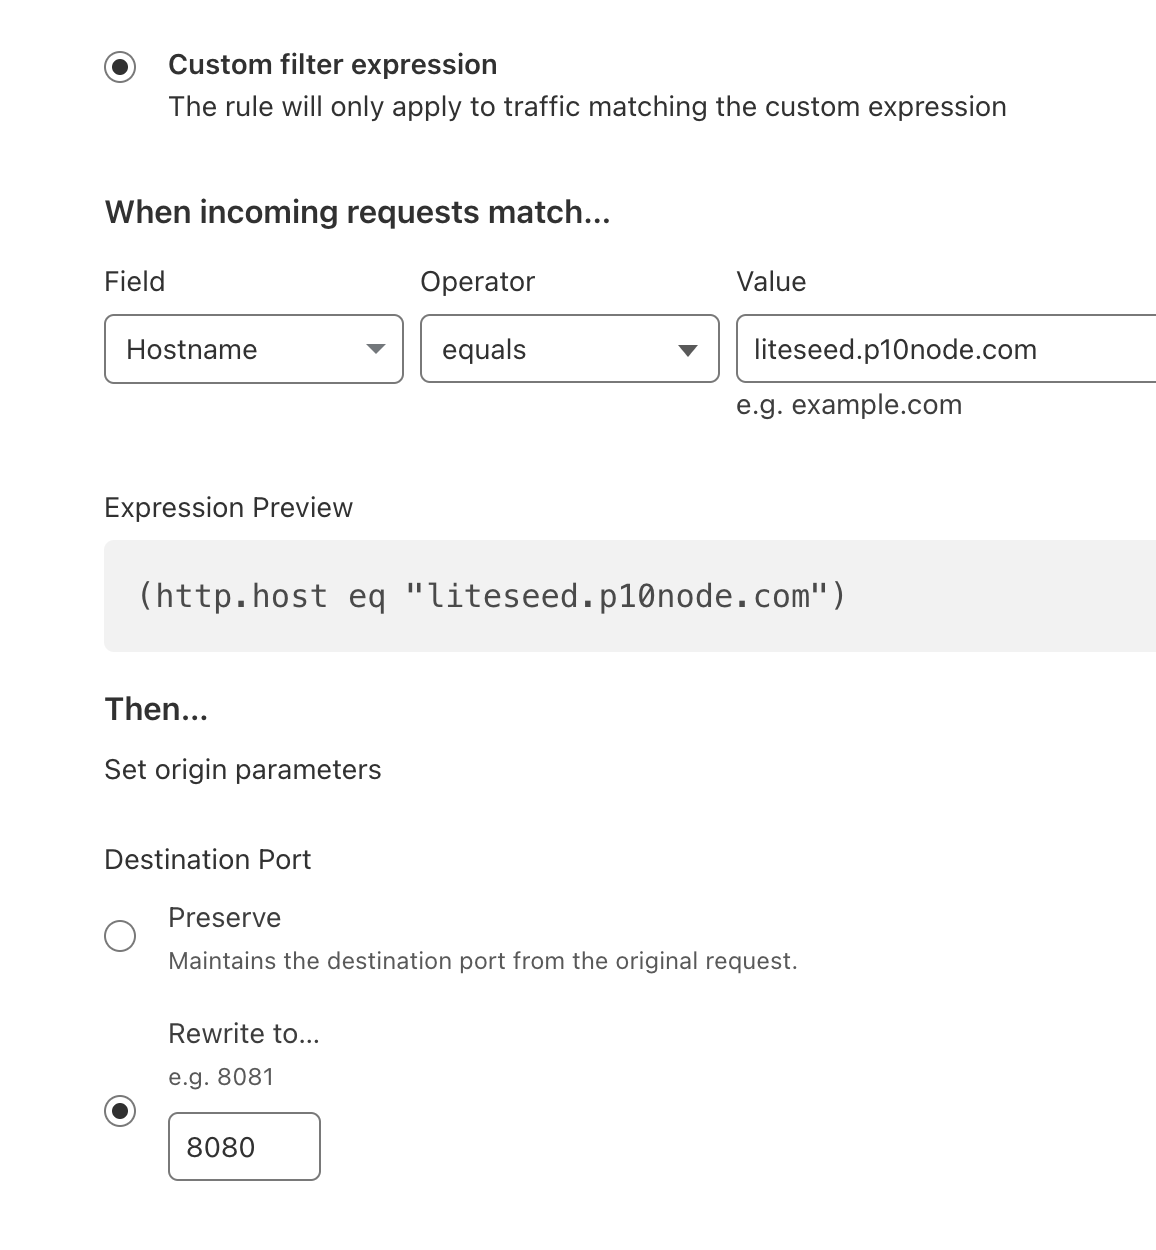 Custom filter expression
The rule will only apply to traffic matching the custom expression
When incoming requests match...
Field Operator Value
Hostname equals liteseed.p10node.com
e.g. example.com
Expression Preview
(http.host eq "liteseed.p10node.com")
Then...
Set origin parameters
Destination Port
Preserve
Maintains the destination port from the original request.
Rewrite to...
e.g. 8081
8080